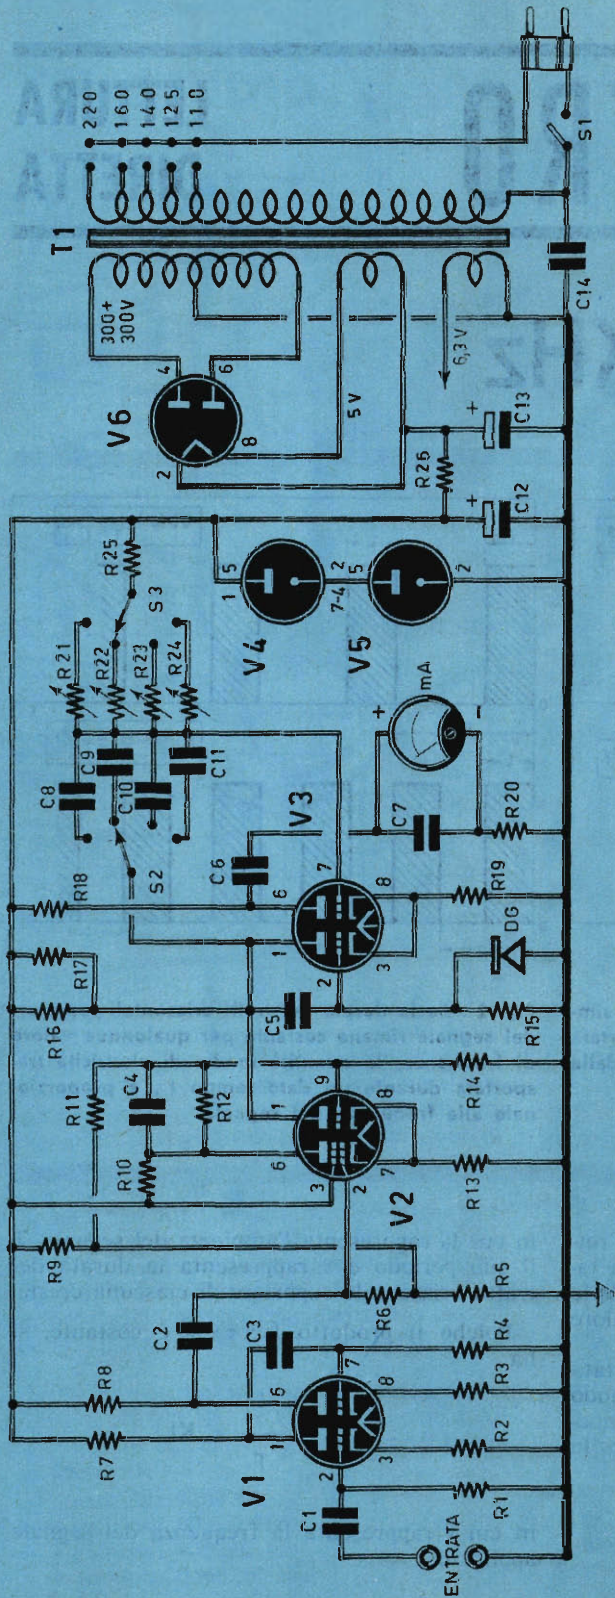 ENTRATA
C1
R1
V1
2
3
1
6
7
8
R2
R3
R4
R7
R8
C2
C3
R5
R6
R9
R10
R11
C4
R12
V2
3
2
6
1
9
7
8
R13
R14
R15
DG
R16
R17
R18
C5
C6
V3
1
6
2
7
3
8
R19
R20
C7
+
mA
-
S2
C8
C9
C10
C11
R21
R22
R23
R24
S3
R25
V4
1
5
7-4
2
V5
5
2
C12
+
C13
+
R26
V6
2
8
4
6
5V
6,3V
300+
300V
T1
220
160
140
125
110
S1
C14